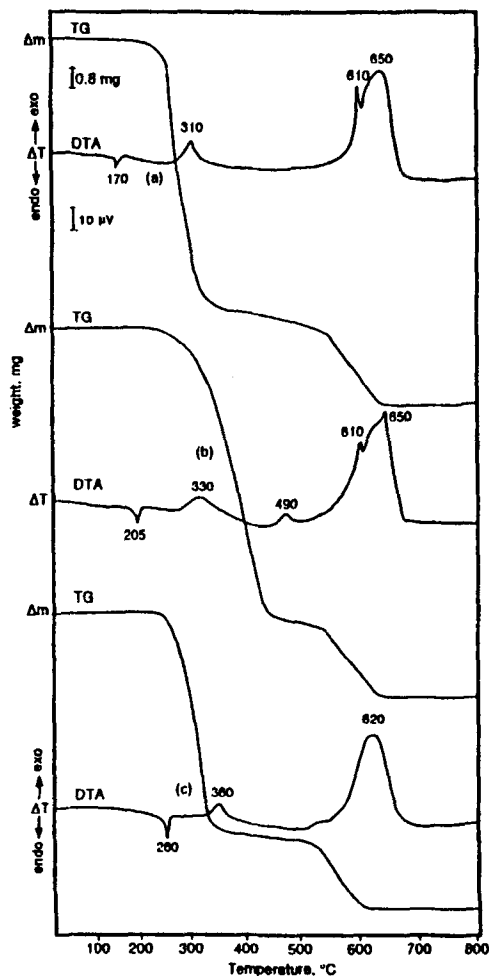 Δm TG
0.8 mg
650
610
exo
DTA 310
ΔT
170 (a)
endo
10 μV
Δm TG
weight, mg
650
610
(b)
DTA 330 490
ΔT
205
Δm TG
620
exo
(c) 360
DTA
ΔT
260
endo
100 200 300 400 500 600 700 800
Temperature, °C